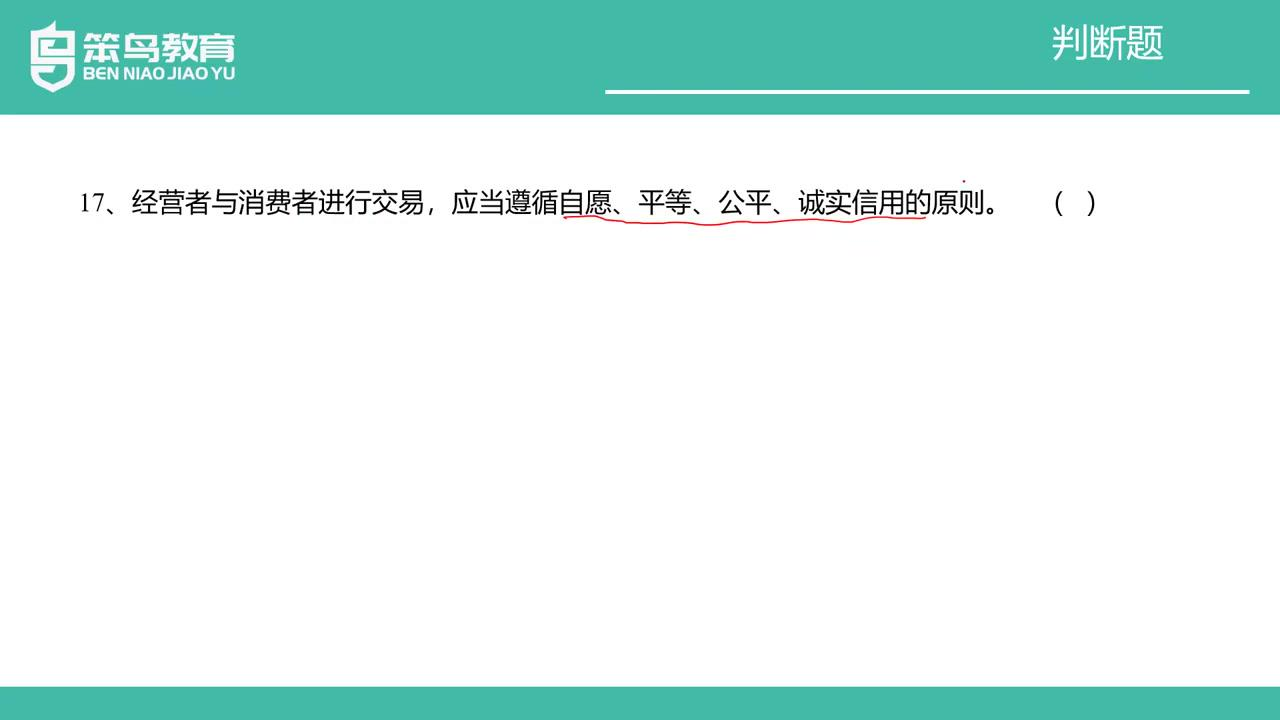 笨鸟教育
BEN NIAO JIAO YU
判断题
17、经营者与消费者进行交易，应当遵循自愿、平等、公平、诚实信用的原则。 （ ）